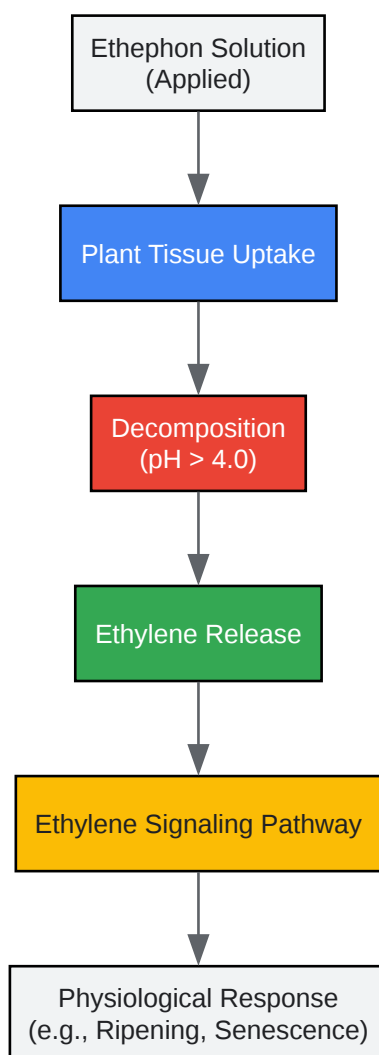 Ethephon Solution
(Applied)
Plant Tissue Uptake
Decomposition
(pH > 4.0)
Ethylene Release
Ethylene Signaling Pathway
Physiological Response
(e.g., Ripening, Senescence)